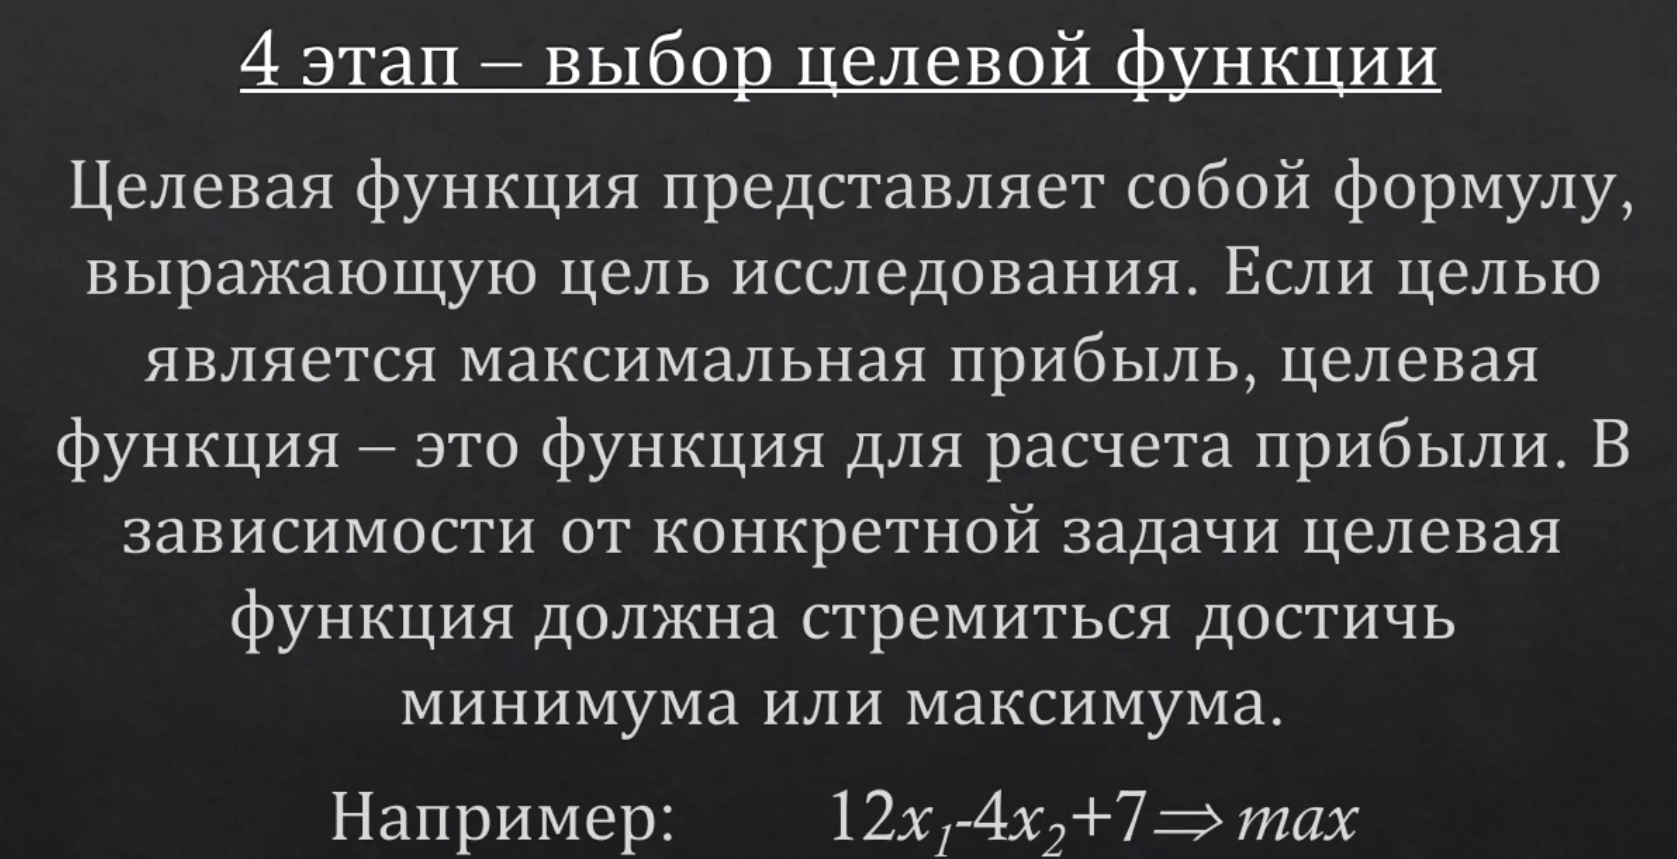 4 этап – выбор целевой функции
Целевая функция представляет собой формулу,
выражающую цель исследования. Если целью
является максимальная прибыль, целевая
функция – это функция для расчета прибыли. В
зависимости от конкретной задачи целевая
функция должна стремиться достичь
минимума или максимума.
Например: 12x₁-4x₂+7⇒max